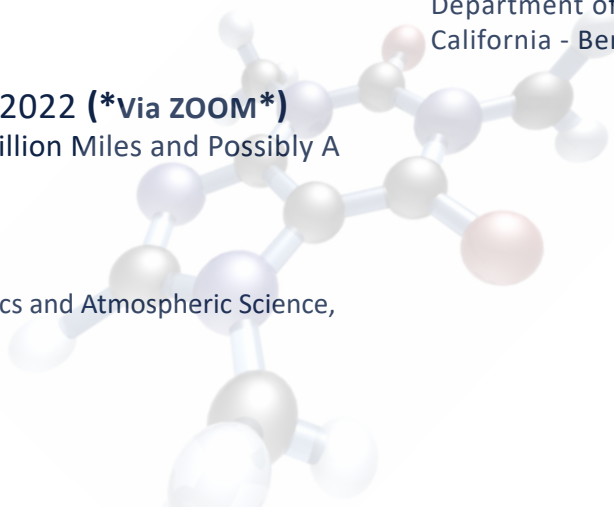 Department of
California - Ber
2022 (*Via ZOOM*)
illion Miles and Possibly A
cs and Atmospheric Science,